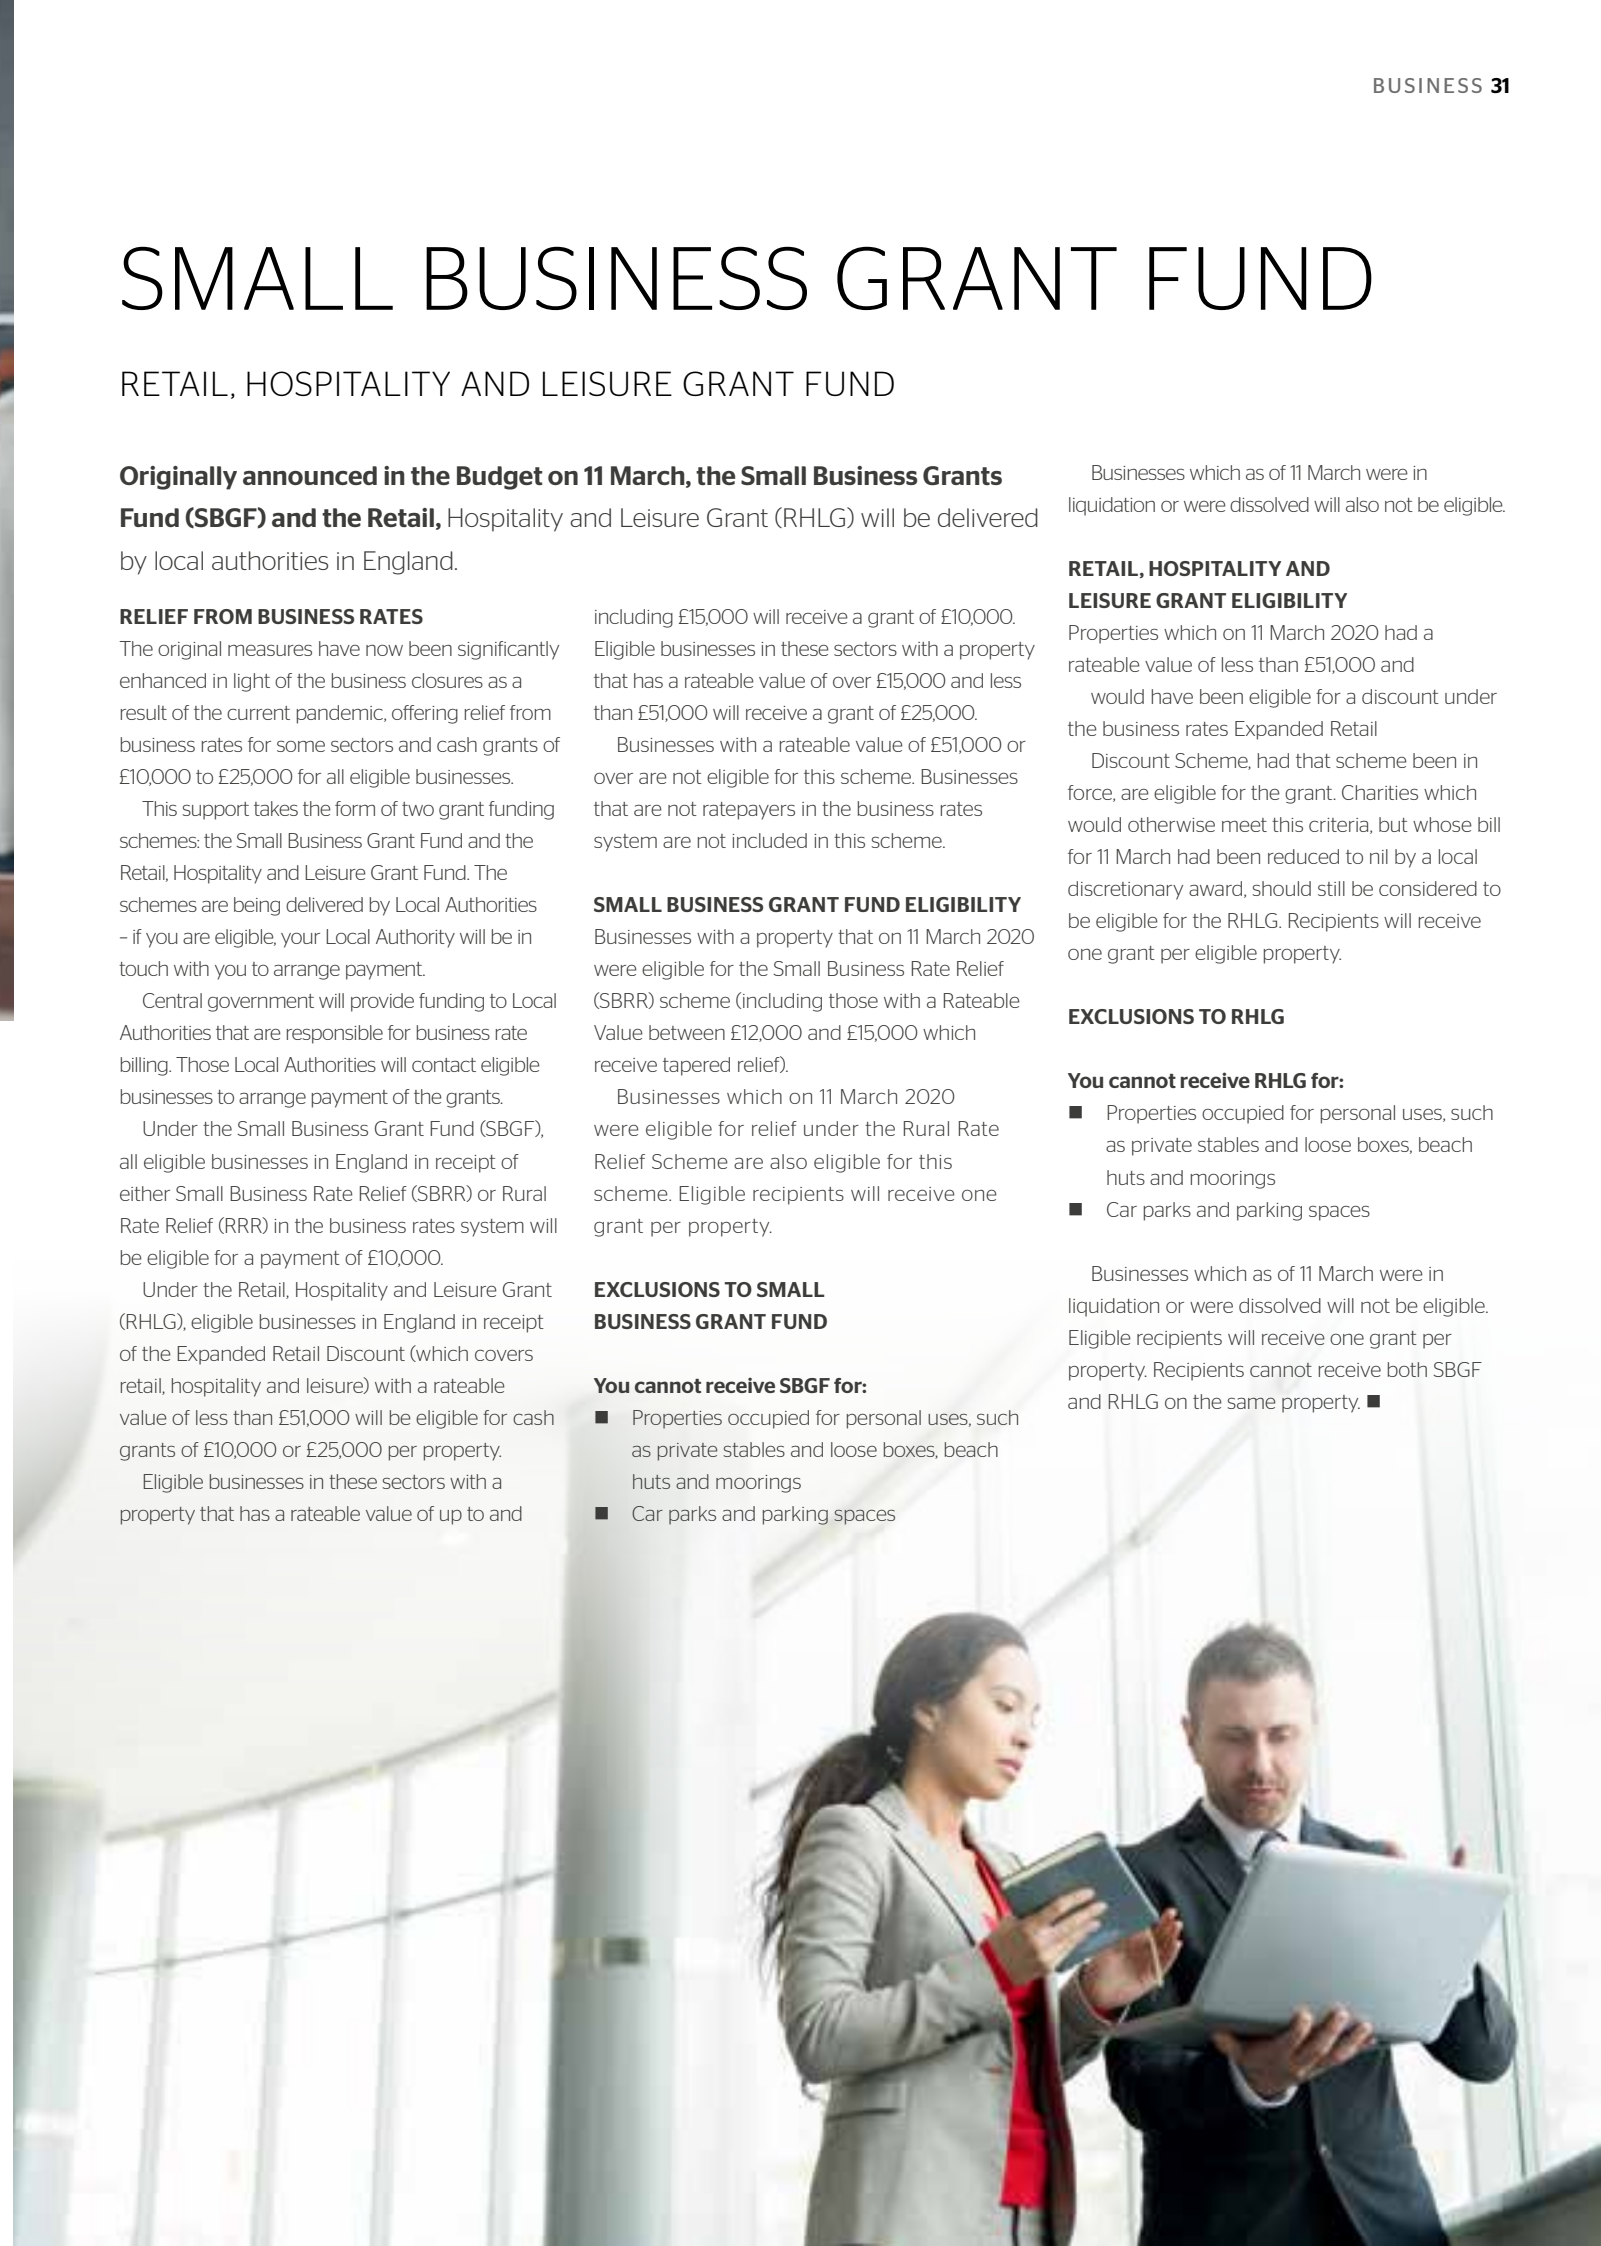 BUSINESS 31
SMALL BUSINESS GRANT FUND
RETAIL, HOSPITALITY AND LEISURE GRANT FUND
Originally announced in the Budget on 11 March, the Small Business Grants
Fund (SBGF) and the Retail, Hospitality and Leisure Grant (RHLG) will be delivered
by local authorities in England.
RELIEF FROM BUSINESS RATES
The original measures have now been significantly
enhanced in light of the business closures as a
result of the current pandemic, offering relief from
business rates for some sectors and cash grants of
£10,000 to £25,000 for all eligible businesses.
This support takes the form of two grant funding
schemes: the Small Business Grant Fund and the
Retail, Hospitality and Leisure Grant Fund. The
schemes are being delivered by Local Authorities
– if you are eligible, your Local Authority will be in
touch with you to arrange payment.
Central government will provide funding to Local
Authorities that are responsible for business rate
billing. Those Local Authorities will contact eligible
businesses to arrange payment of the grants.
Under the Small Business Grant Fund (SBGF),
all eligible businesses in England in receipt of
either Small Business Rate Relief (SBRR) or Rural
Rate Relief (RRR) in the business rates system will
be eligible for a payment of £10,000.
Under the Retail, Hospitality and Leisure Grant
(RHLG), eligible businesses in England in receipt
of the Expanded Retail Discount (which covers
retail, hospitality and leisure) with a rateable
value of less than £51,000 will be eligible for cash
grants of £10,000 or £25,000 per property.
Eligible businesses in these sectors with a
property that has a rateable value of up to and
including £15,000 will receive a grant of £10,000.
Eligible businesses in these sectors with a property
that has a rateable value of over £15,000 and less
than £51,000 will receive a grant of £25,000.
Businesses with a rateable value of £51,000 or
over are not eligible for this scheme. Businesses
that are not ratepayers in the business rates
system are not included in this scheme.
SMALL BUSINESS GRANT FUND ELIGIBILITY
Businesses with a property that on 11 March 2020
were eligible for the Small Business Rate Relief
(SBRR) scheme (including those with a Rateable
Value between £12,000 and £15,000 which
receive tapered relief).
Businesses which on 11 March 2020
were eligible for relief under the Rural Rate
Relief Scheme are also eligible for this
scheme. Eligible recipients will receive one
grant per property.
EXCLUSIONS TO SMALL
BUSINESS GRANT FUND
You cannot receive SBGF for:
■ Properties occupied for personal uses, such
as private stables and loose boxes, beach
huts and moorings
■ Car parks and parking spaces
Businesses which as of 11 March were in
liquidation or were dissolved will also not be eligible.
RETAIL, HOSPITALITY AND
LEISURE GRANT ELIGIBILITY
Properties which on 11 March 2020 had a
rateable value of less than £51,000 and
would have been eligible for a discount under
the business rates Expanded Retail
Discount Scheme, had that scheme been in
force, are eligible for the grant. Charities which
would otherwise meet this criteria, but whose bill
for 11 March had been reduced to nil by a local
discretionary award, should still be considered to
be eligible for the RHLG. Recipients will receive
one grant per eligible property.
EXCLUSIONS TO RHLG
You cannot receive RHLG for:
■ Properties occupied for personal uses, such
as private stables and loose boxes, beach
huts and moorings
■ Car parks and parking spaces
Businesses which as of 11 March were in
liquidation or were dissolved will not be eligible.
Eligible recipients will receive one grant per
property. Recipients cannot receive both SBGF
and RHLG on the same property. ■